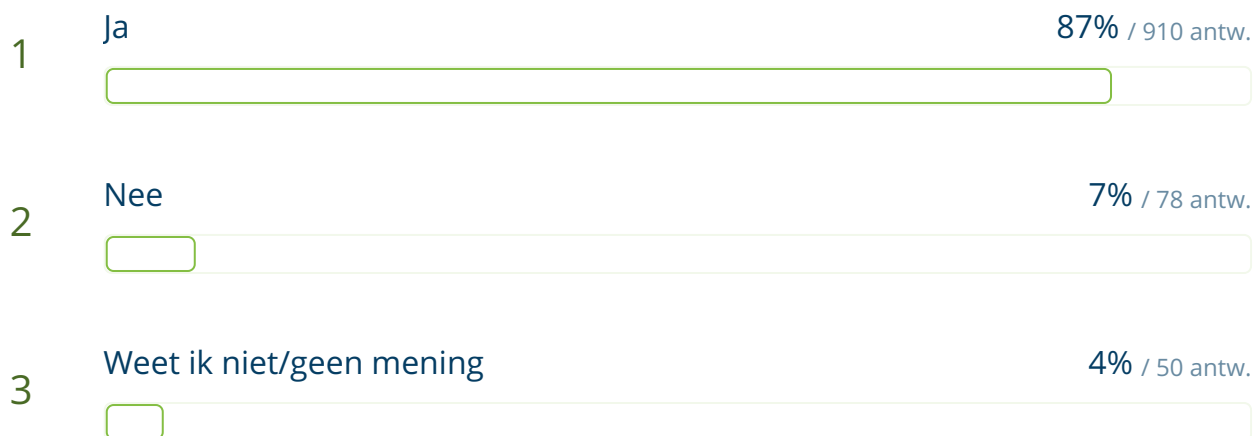 1 Ja 87% / 910 antw.
2 Nee 7% / 78 antw.
3 Weet ik niet/geen mening 4% / 50 antw.